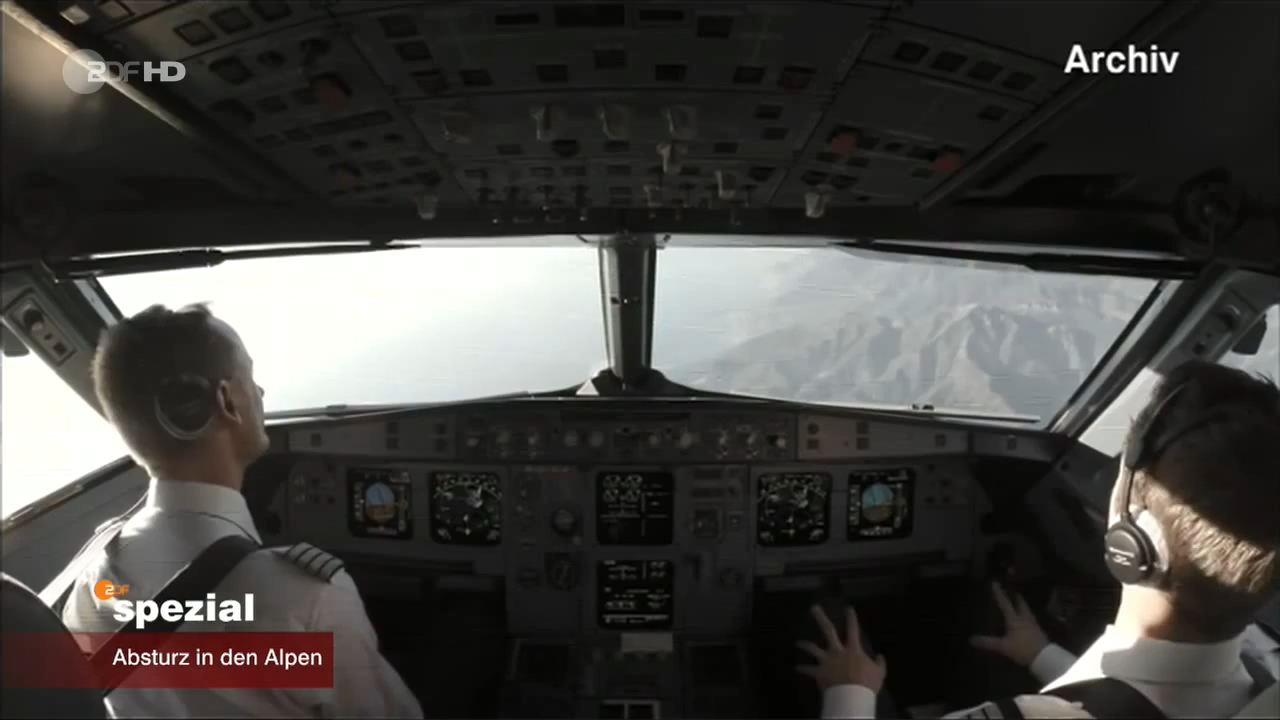 ZDF HD
Archiv
ZDF
spezial
Absturz in den Alpen